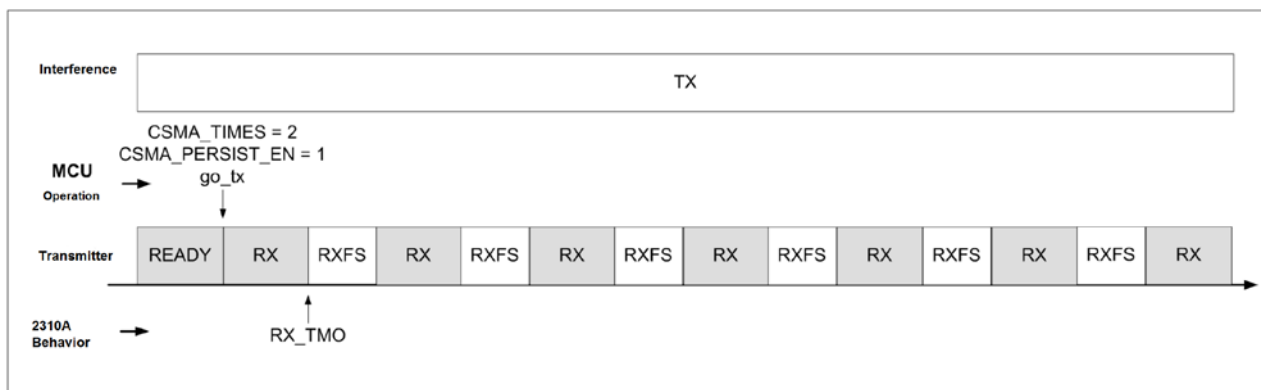 Interference
TX
CSMA_TIMES = 2
CSMA_PERSIST_EN = 1
MCU
Operation
go_tx
Transmitter
READY RX RXFS RX RXFS RX RXFS RX RXFS RX RXFS RX RXFS RX
2310A
Behavior
RX_TMO